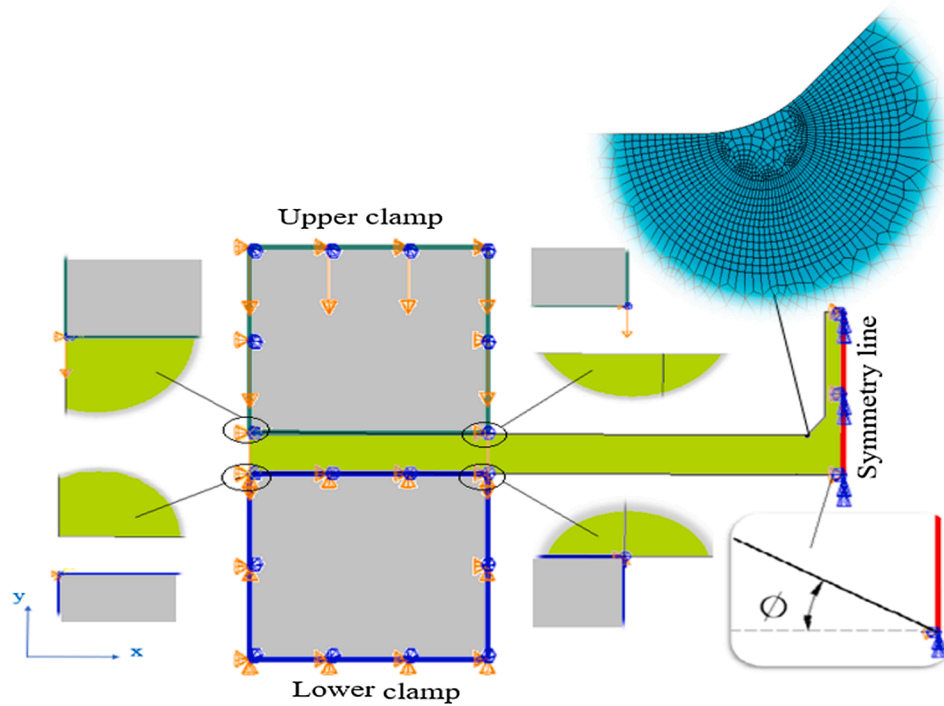 Upper clamp
Symmetry line
ϕ
y
x
Lower clamp